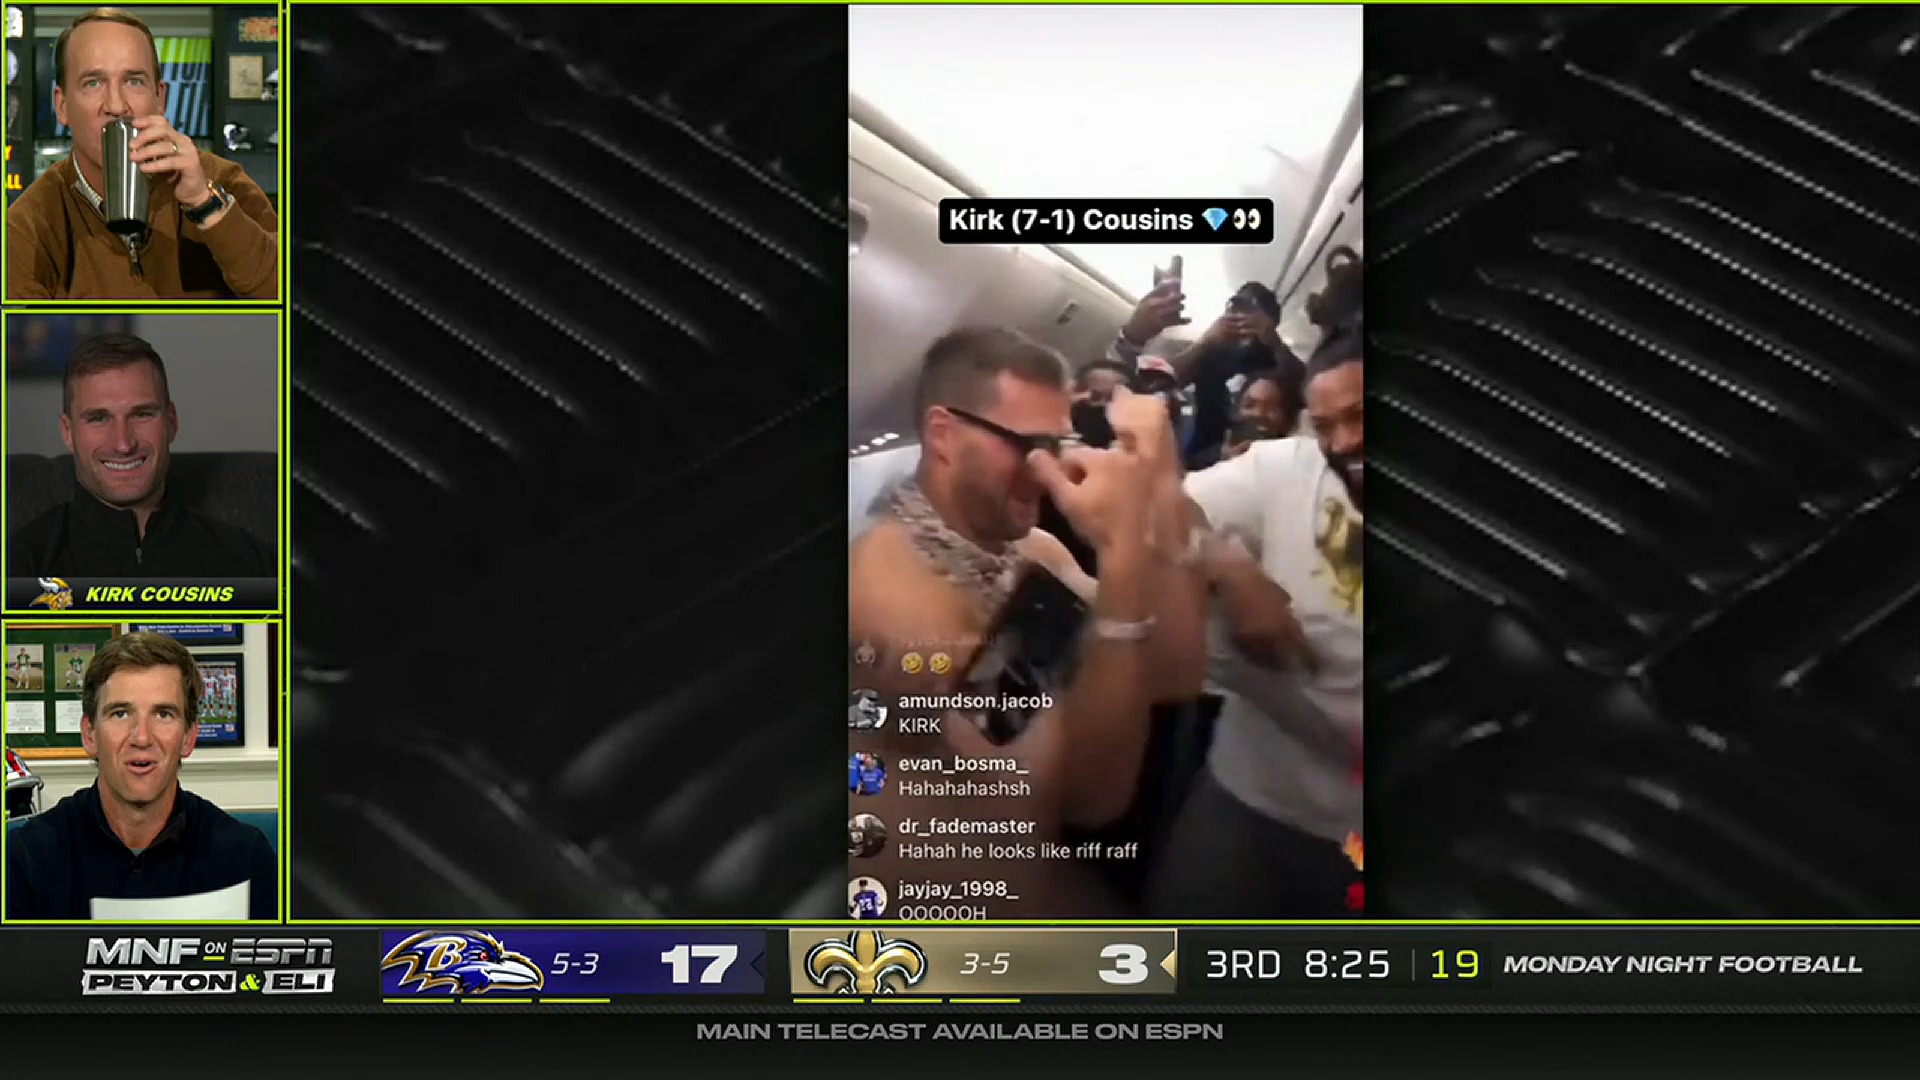 Kirk (7-1) Cousins 💎👀
KIRK COUSINS
🤣🤣
amundson.jacob
KIRK
evan_bosma_
Hahahahashsh
dr_fademaster
Hahah he looks like riff raff
jayjay_1998_
OOOOOH
MNF ON ESPN
PEYTON & ELI
B 5-3 17
3-5 3
3RD 8:25 19 MONDAY NIGHT FOOTBALL
MAIN TELECAST AVAILABLE ON ESPN